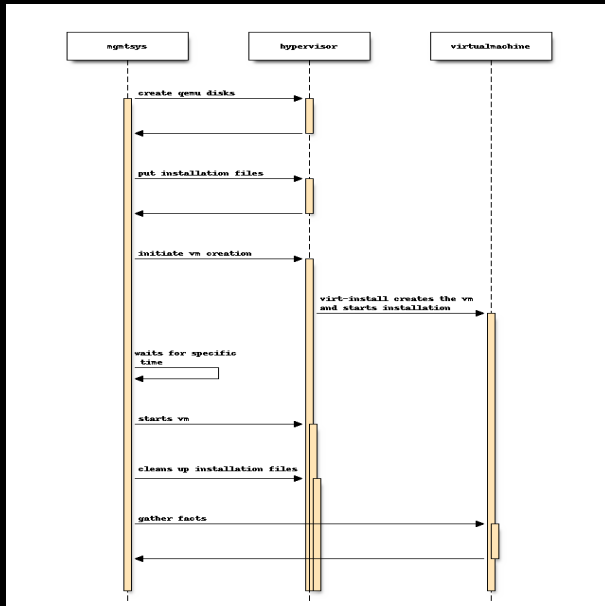 mgmtsys
hypervisor
virtualmachine
create qemu disks
put installation files
initiate vm creation
virt-install creates the vm
and starts installation
waits for specific
time
starts vm
cleans up installation files
gather facts